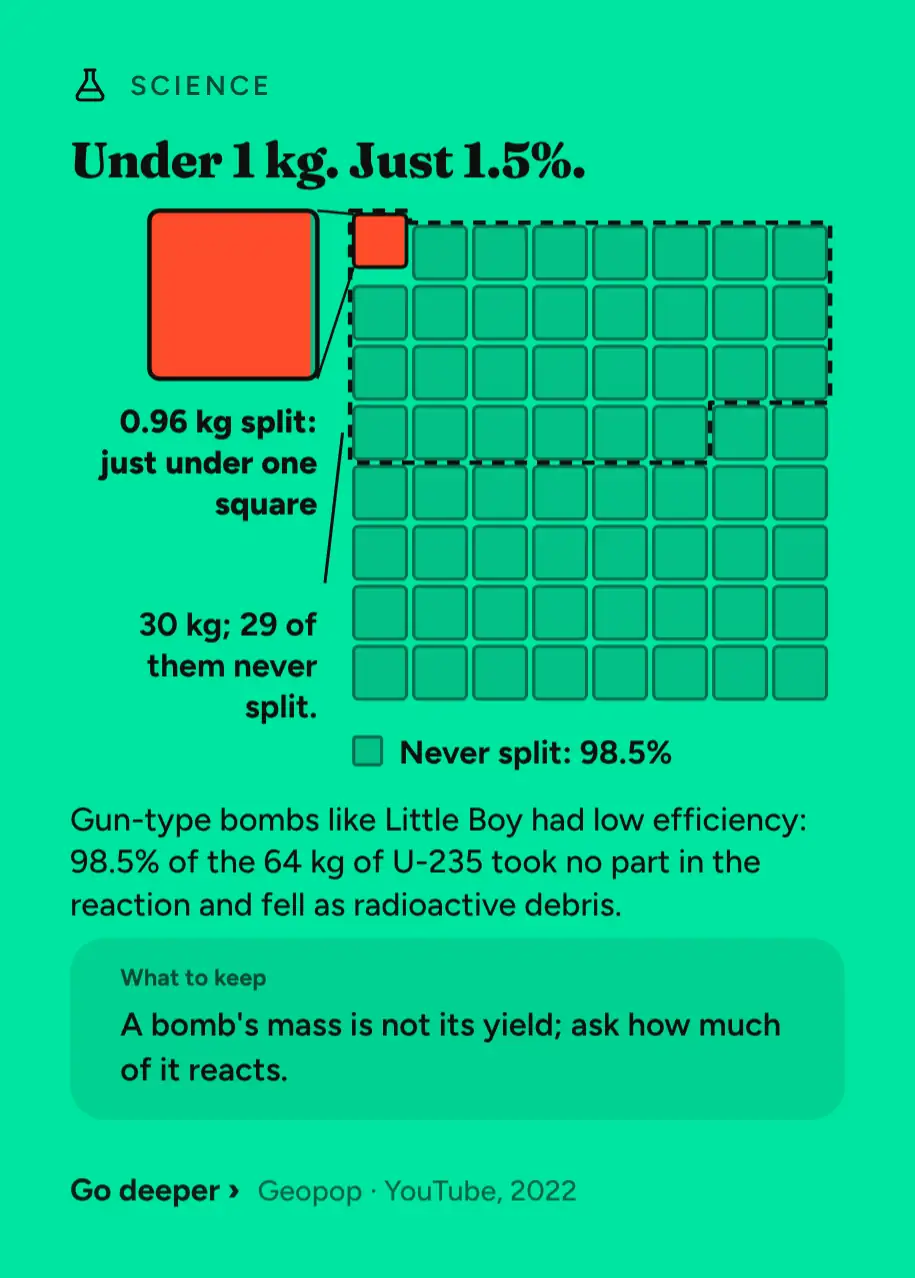 SCIENCE
Under 1 kg. Just 1.5%.
0.96 kg split:
just under one
square
30 kg; 29 of
them never
split.
Never split: 98.5%
Gun-type bombs like Little Boy had low efficiency:
98.5% of the 64 kg of U-235 took no part in the
reaction and fell as radioactive debris.
What to keep
A bomb's mass is not its yield; ask how much
of it reacts.
Go deeper › Geopop · YouTube, 2022